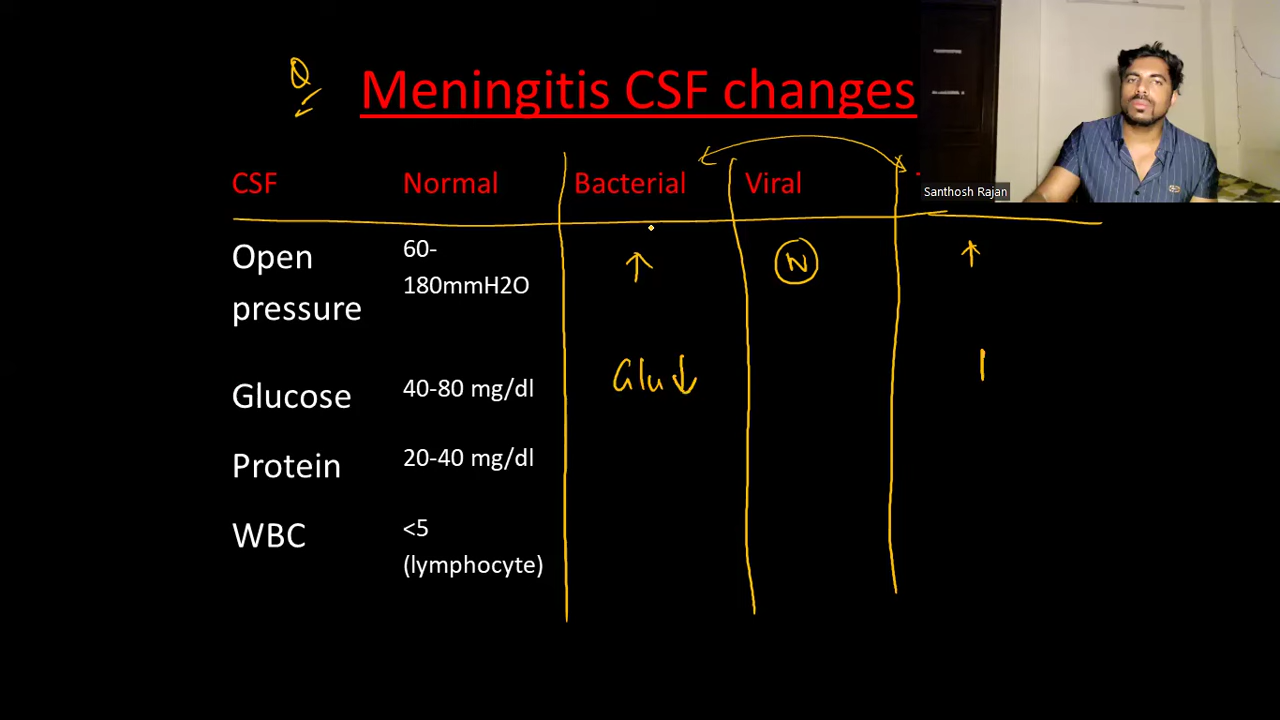 Q
Meningitis CSF changes
Santhosh Rajan
CSF Normal Bacterial Viral
Open pressure 60-180mmH2O ↑ N ↑
Glucose 40-80 mg/dl Glu↓
Protein 20-40 mg/dl
WBC <5 (lymphocyte)